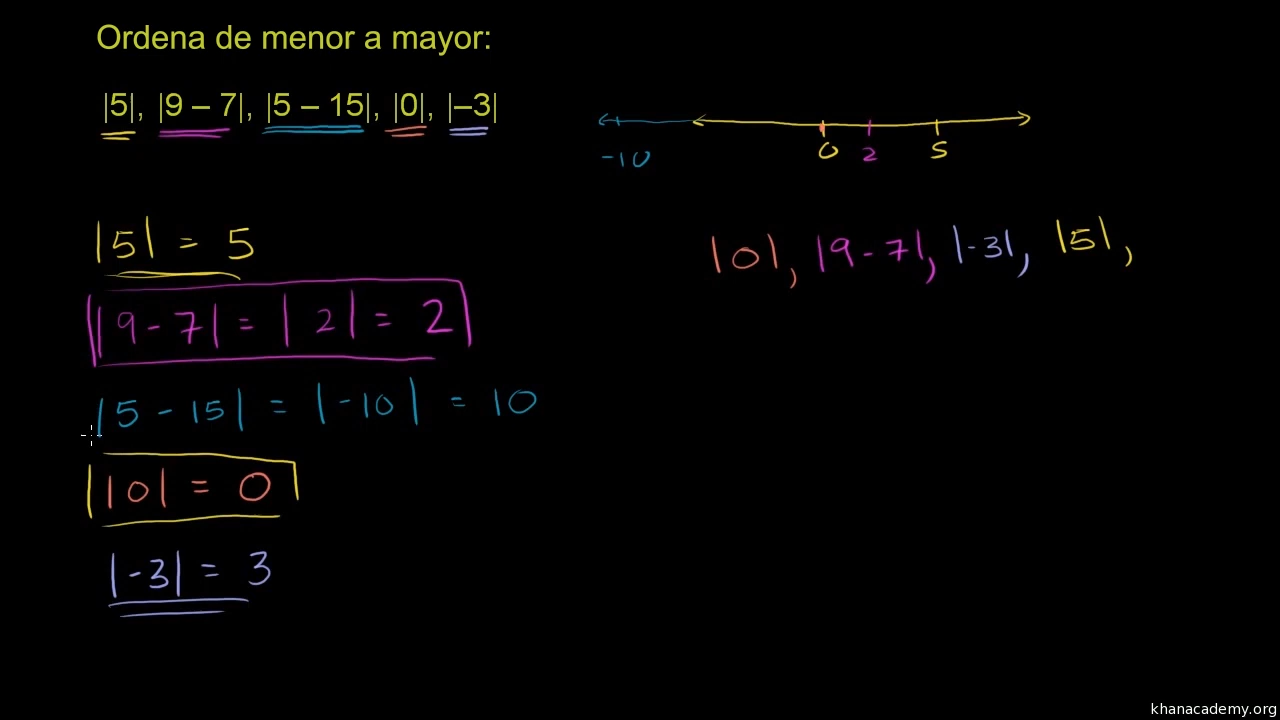 Ordena de menor a mayor:
|5|, |9 – 7|, |5 – 15|, |0|, |–3|
-10 0 2 5
|5| = 5
|0|, |9-7|, |-3|, |5|,
|9-7| = |2| = 2
|5-15| = |-10| = 10
|0| = 0
|-3| = 3
khanacademy.org